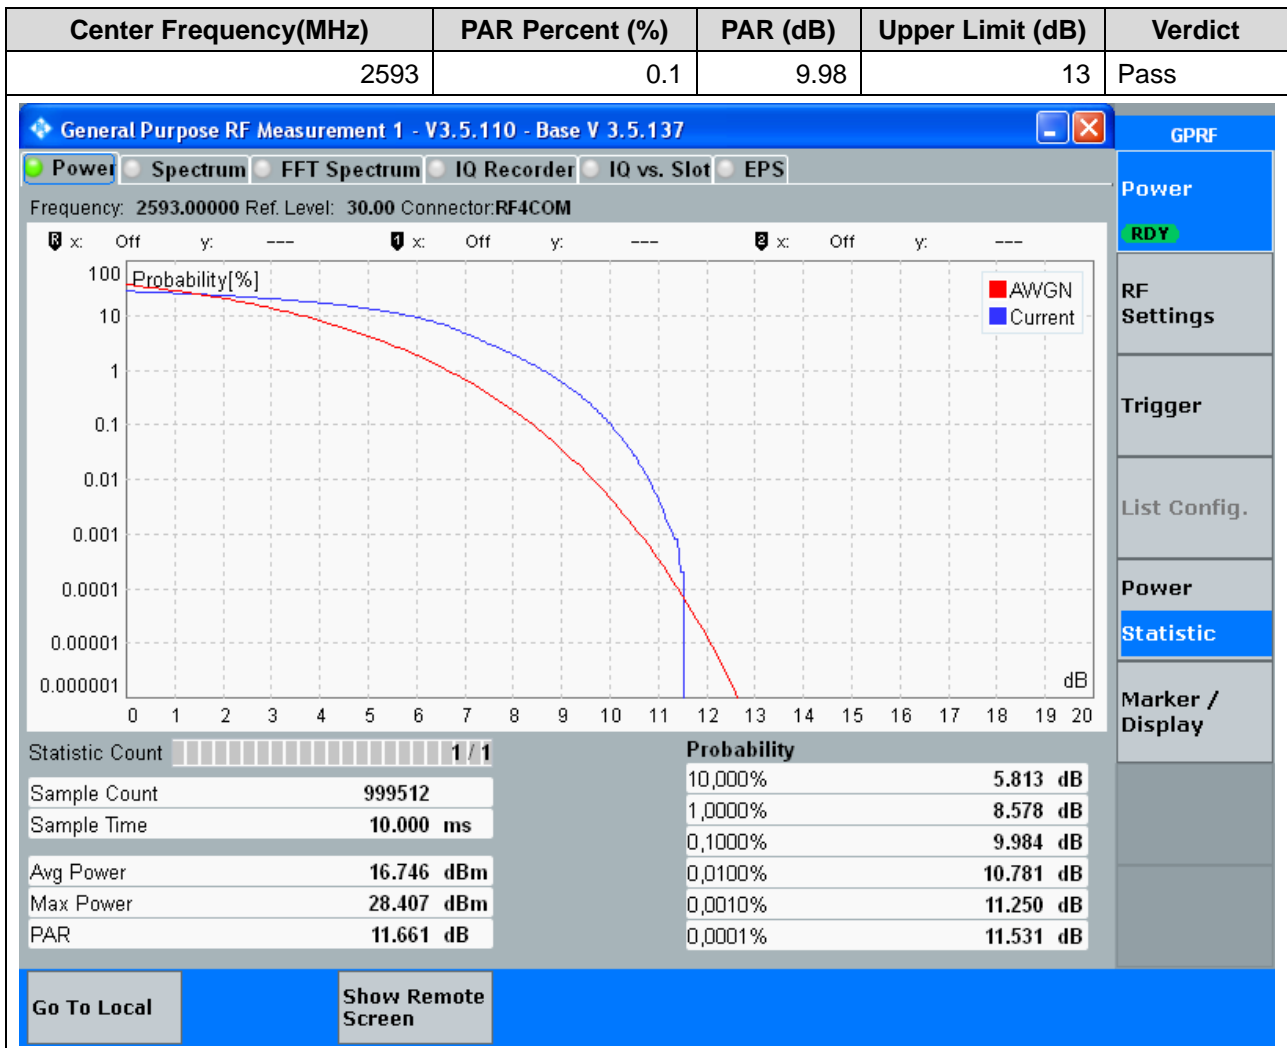 Center Frequency(MHz) PAR Percent (%) PAR (dB) Upper Limit (dB) Verdict
2593 0.1 9.98 13 Pass
General Purpose RF Measurement 1 - V3.5.110 - Base V 3.5.137
GPRF
Power Spectrum FFT Spectrum IQ Recorder IQ vs. Slot EPS
Frequency: 2593.00000 Ref. Level: 30.00 Connector:RF4COM
R x: Off y: --- 1 x: Off y: --- 2 x: Off y: ---
Probability[%]
100
10
1
0.1
0.01
0.001
0.0001
0.00001
0.000001
AWGN
Current
dB
0 1 2 3 4 5 6 7 8 9 10 11 12 13 14 15 16 17 18 19 20
Statistic Count 1 / 1
Sample Count 999512
Sample Time 10.000 ms
Avg Power 16.746 dBm
Max Power 28.407 dBm
PAR 11.661 dB
Probability
10,000% 5.813 dB
1,0000% 8.578 dB
0,1000% 9.984 dB
0,0100% 10.781 dB
0,0010% 11.250 dB
0,0001% 11.531 dB
Power
RDY
RF
Settings
Trigger
List Config.
Power
Statistic
Marker /
Display
Go To Local
Show Remote
Screen